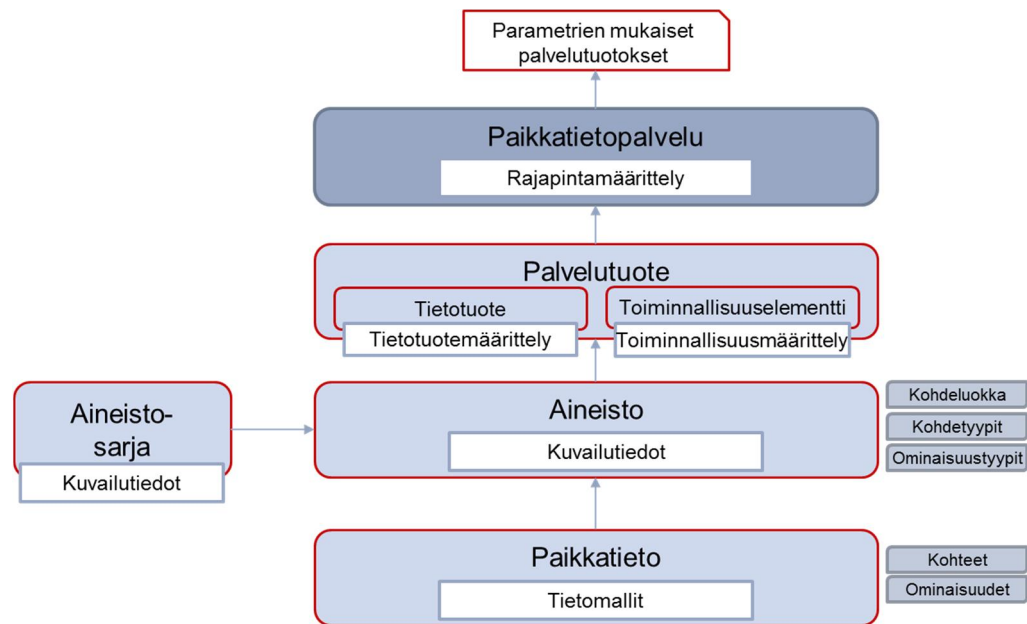 Parametrien mukaiset
palvelutuotokset
Paikkatietopalvelu
Rajapintamäärittely
Palvelutuote
Tietotuote
Toiminnallisuuselementti
Tietotuotemäärittely
Toiminnallisuusmäärittely
Aineisto-
sarja
Kuvailutiedot
Aineisto
Kuvailutiedot
Kohdeluokka
Kohdetyypit
Ominaisuustyypit
Paikkatieto
Tietomallit
Kohteet
Ominaisuudet